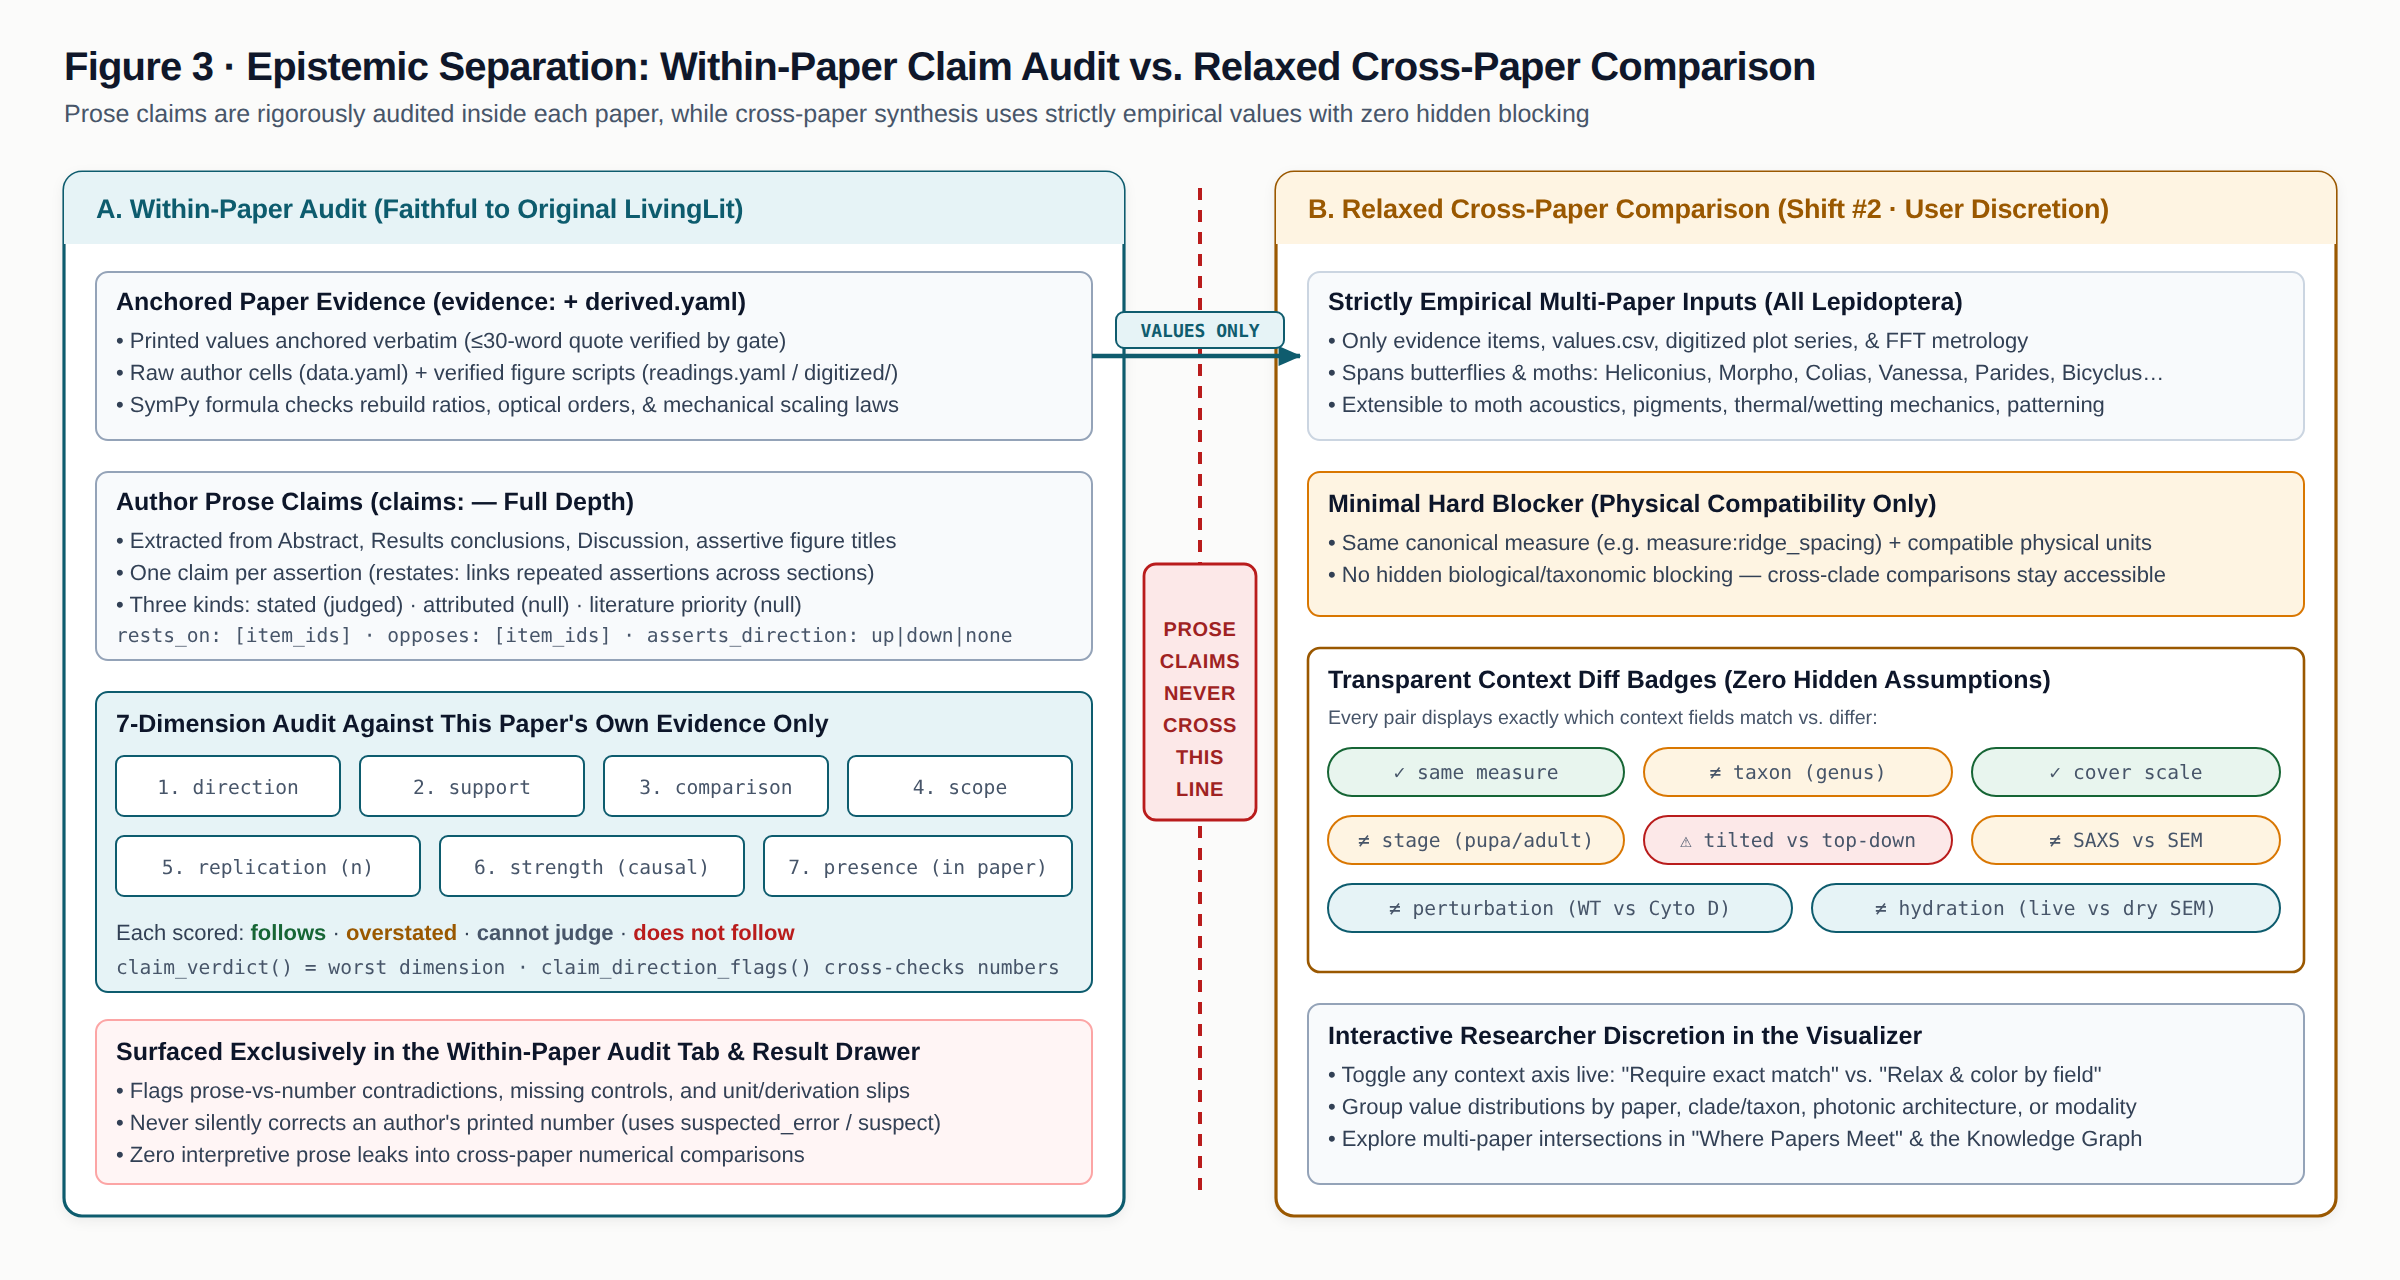 Figure 3 · Epistemic Separation: Within-Paper Claim Audit vs. Relaxed Cross-Paper Comparison
Prose claims are rigorously audited inside each paper, while cross-paper synthesis uses strictly empirical values with zero hidden blocking
A. Within-Paper Audit (Faithful to Original LivingLit)
Anchored Paper Evidence (evidence: + derived.yaml)
• Printed values anchored verbatim (≤30-word quote verified by gate)
• Raw author cells (data.yaml) + verified figure scripts (readings.yaml / digitized/)
• SymPy formula checks rebuild ratios, optical orders, & mechanical scaling laws
Author Prose Claims (claims: — Full Depth)
• Extracted from Abstract, Results conclusions, Discussion, assertive figure titles
• One claim per assertion (restates: links repeated assertions across sections)
• Three kinds: stated (judged) · attributed (null) · literature priority (null)
rests_on: [item_ids] · opposes: [item_ids] · asserts_direction: up|down|none
7-Dimension Audit Against This Paper's Own Evidence Only
1. direction
2. support
3. comparison
4. scope
5. replication (n)
6. strength (causal)
7. presence (in paper)
Each scored: follows · overstated · cannot judge · does not follow
claim_verdict() = worst dimension · claim_direction_flags() cross-checks numbers
Surfaced Exclusively in the Within-Paper Audit Tab & Result Drawer
• Flags prose-vs-number contradictions, missing controls, and unit/derivation slips
• Never silently corrects an author's printed number (uses suspected_error / suspect)
• Zero interpretive prose leaks into cross-paper numerical comparisons
VALUES ONLY
PROSE
CLAIMS
NEVER
CROSS
THIS
LINE
B. Relaxed Cross-Paper Comparison (Shift #2 · User Discretion)
Strictly Empirical Multi-Paper Inputs (All Lepidoptera)
• Only evidence items, values.csv, digitized plot series, & FFT metrology
• Spans butterflies & moths: Heliconius, Morpho, Colias, Vanessa, Parides, Bicyclus…
• Extensible to moth acoustics, pigments, thermal/wetting mechanics, patterning
Minimal Hard Blocker (Physical Compatibility Only)
• Same canonical measure (e.g. measure:ridge_spacing) + compatible physical units
• No hidden biological/taxonomic blocking — cross-clade comparisons stay accessible
Transparent Context Diff Badges (Zero Hidden Assumptions)
Every pair displays exactly which context fields match vs. differ:
✓ same measure
≠ taxon (genus)
✓ cover scale
≠ stage (pupa/adult)
⚠ tilted vs top-down
≠ SAXS vs SEM
≠ perturbation (WT vs Cyto D)
≠ hydration (live vs dry SEM)
Interactive Researcher Discretion in the Visualizer
• Toggle any context axis live: "Require exact match" vs. "Relax & color by field"
• Group value distributions by paper, clade/taxon, photonic architecture, or modality
• Explore multi-paper intersections in "Where Papers Meet" & the Knowledge Graph